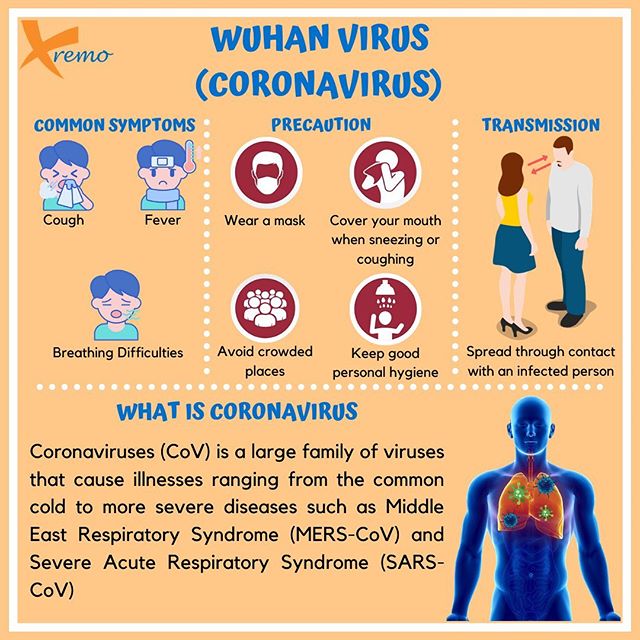 Xremo
WUHAN VIRUS
(CORONAVIRUS)
COMMON SYMPTOMS
Cough
Fever
Breathing Difficulties
PRECAUTION
Wear a mask
Cover your mouth
when sneezing or
coughing
Avoid crowded
places
Keep good
personal hygiene
TRANSMISSION
Spread through contact
with an infected person
WHAT IS CORONAVIRUS
Coronaviruses (CoV) is a large family of viruses
that cause illnesses ranging from the common
cold to more severe diseases such as Middle
East Respiratory Syndrome (MERS-CoV) and
Severe Acute Respiratory Syndrome (SARS-
CoV)